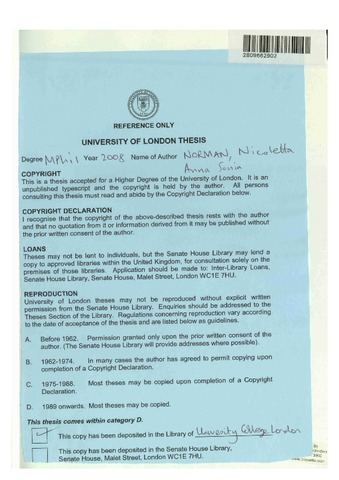 2809662902
REFERENCE ONLY
UNIVERSITY OF LONDON THESIS
Degree MPhil Year 2008 Name of Author NORMAN, Nicoletta
Anna Sonia
COPYRIGHT
This is a thesis accepted for a Higher Degree of the University of London. It is an
unpublished typescript and the copyright is held by the author. All persons
consulting this thesis must read and abide by the Copyright Declaration below.
COPYRIGHT DECLARATION
I recognise that the copyright of the above-described thesis rests with the author
and that no quotation from it or information derived from it may be published without
the prior written consent of the author.
LOANS
Theses may not be lent to individuals, but the Senate House Library may lend a
copy to approved libraries within the United Kingdom, for consultation solely on the
premises of those libraries. Application should be made to: Inter-Library Loans,
Senate House Library, Senate House, Malet Street, London WC1E 7HU.
REPRODUCTION
University of London theses may not be reproduced without explicit written
permission from the Senate House Library. Enquiries should be addressed to the
Theses Section of the Library. Regulations concerning reproduction vary according
to the date of acceptance of the thesis and are listed below as guidelines.
A. Before 1962. Permission granted only upon the prior written consent of the
author. (The Senate House Library will provide addresses where possible).
B. 1962-1974. In many cases the author has agreed to permit copying upon
completion of a Copyright Declaration.
C. 1975-1988. Most theses may be copied upon completion of a Copyright
Declaration.
D. 1989 onwards. Most theses may be copied.
This thesis comes within category D.
This copy has been deposited in the Library of University College London
This copy has been deposited in the Senate House Library,
Senate House, Malet Street, London WC1E 7HU.